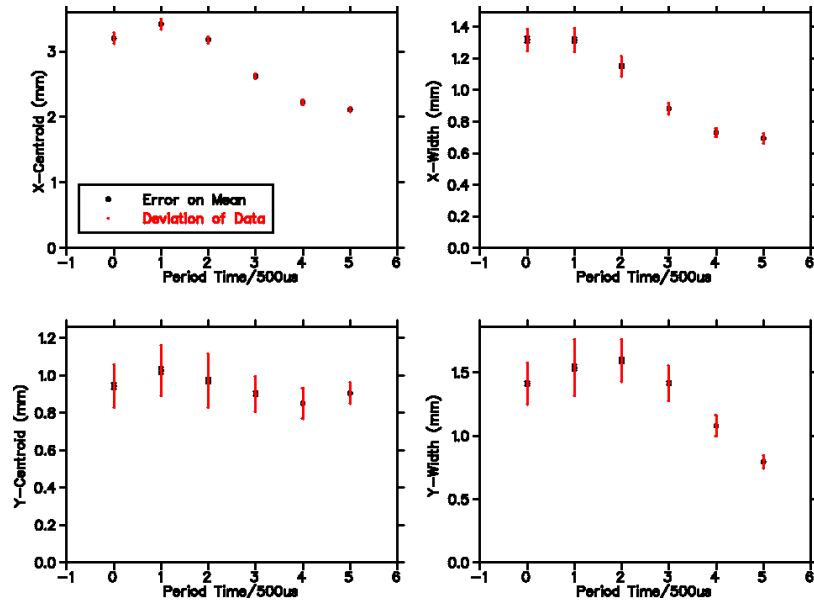 X-Centroid (mm)
3
2
1
0
Error on Mean
Deviation of Data
-1 0 1 2 3 4 5 6
Period Time/500us
X-Width (mm)
1.4
1.2
1.0
0.8
0.6
0.4
0.2
0.0
-1 0 1 2 3 4 5 6
Period Time/500us
Y-Centroid (mm)
1.2
1.0
0.8
0.6
0.4
0.2
0.0
-1 0 1 2 3 4 5 6
Period Time/500us
Y-Width (mm)
1.5
1.0
0.5
0.0
-1 0 1 2 3 4 5 6
Period Time/500us